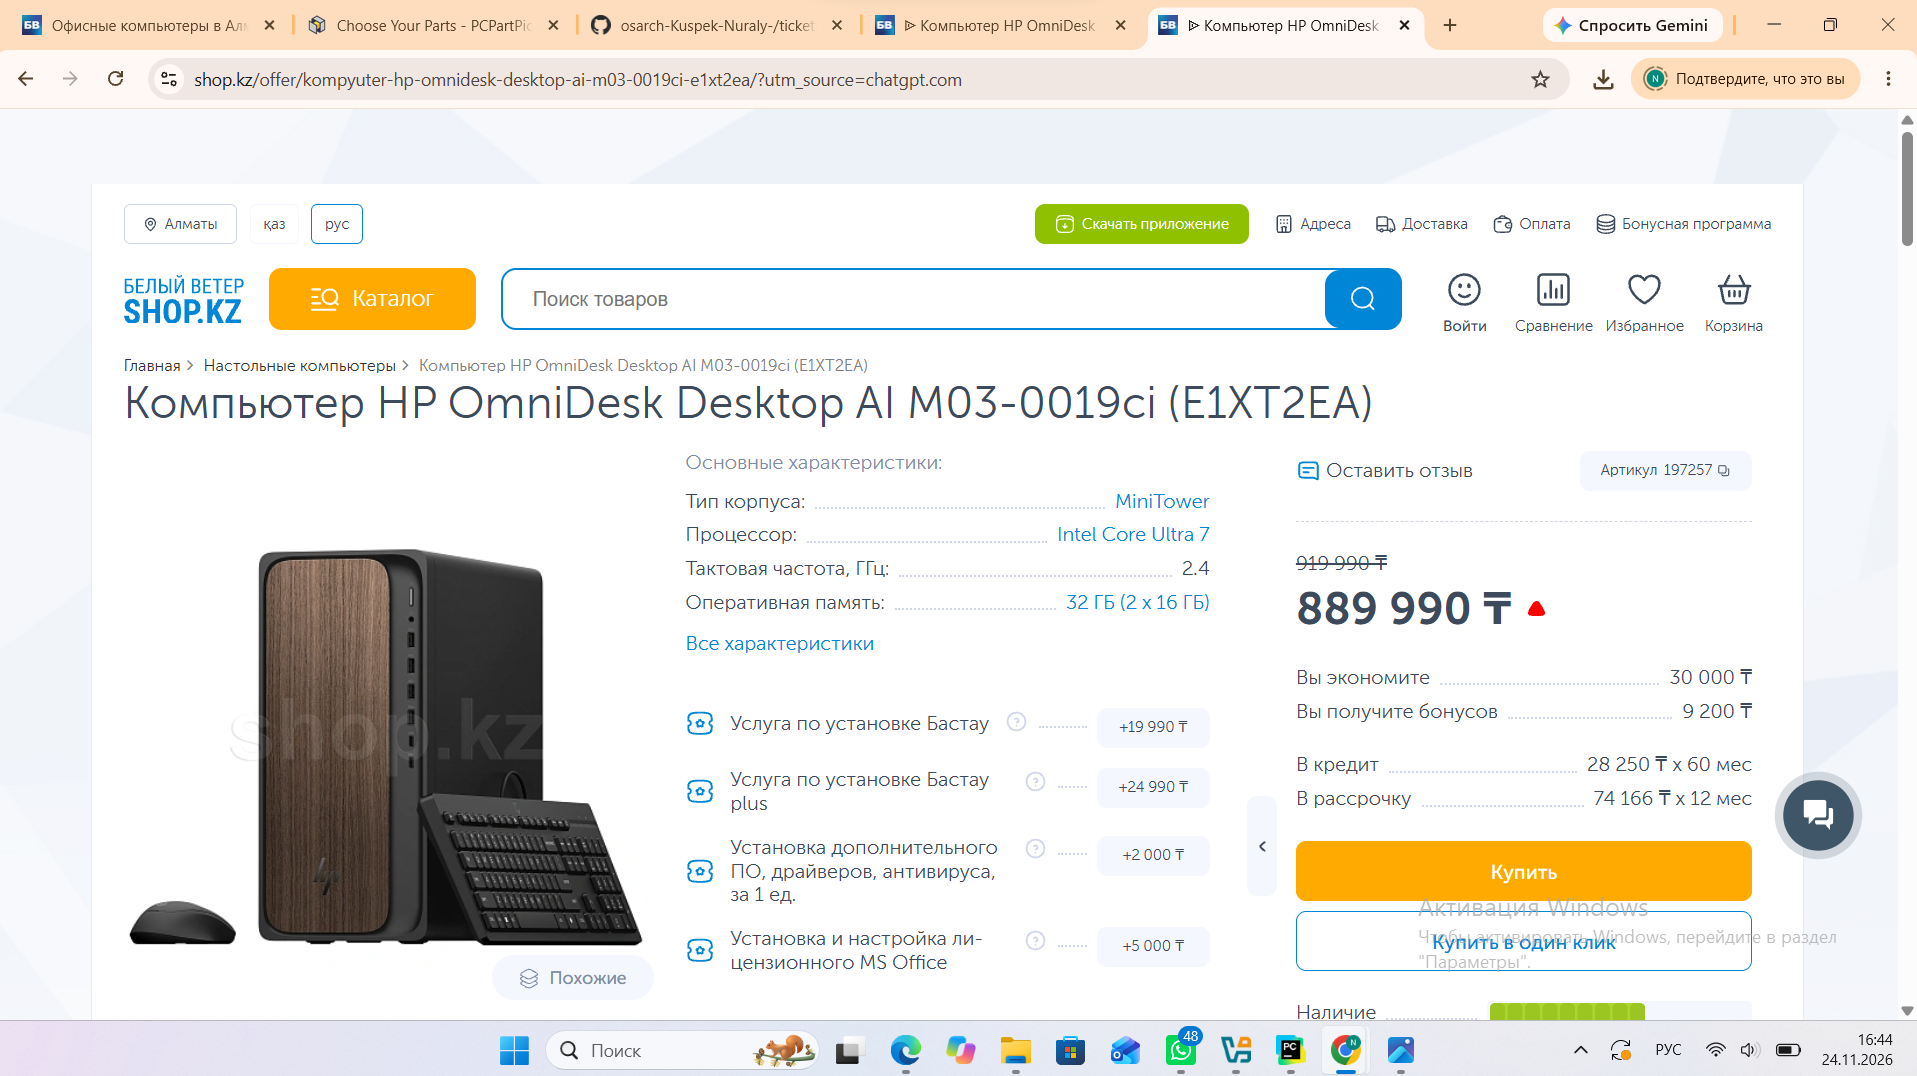 Офисные компьютеры в Алм
Choose Your Parts - PCPartPic
osarch-Kuspek-Nuraly-/ticket
ᐉ Компьютер HP OmniDesk
ᐉ Компьютер HP OmniDesk
Спросить Gemini
shop.kz/offer/kompyuter-hp-omnidesk-desktop-ai-m03-0019ci-e1xt2ea/?utm_source=chatgpt.com
N
Подтвердите, что это вы
Алматы
қаз
рус
Скачать приложение
Адреса
Доставка
Оплата
Бонусная программа
БЕЛЫЙ ВЕТЕР
SHOP.KZ
Каталог
Поиск товаров
Войти
Сравнение
Избранное
Корзина
Главная > Настольные компьютеры > Компьютер HP OmniDesk Desktop AI M03-0019ci (E1XT2EA)
Компьютер HP OmniDesk Desktop AI M03-0019ci (E1XT2EA)
Основные характеристики:
Тип корпуса: MiniTower
Процессор: Intel Core Ultra 7
Тактовая частота, ГГц: 2.4
Оперативная память: 32 ГБ (2 x 16 ГБ)
Все характеристики
Услуга по установке Бастау ? +19 990 ₸
Услуга по установке Бастау
plus ? +24 990 ₸
Установка дополнительного
ПО, драйверов, антивируса,
за 1 ед. ? +2 000 ₸
Установка и настройка ли-
цензионного MS Office ? +5 000 ₸
shop.kz
hp
Похожие
Оставить отзыв
Артикул 197257
919 990 ₸
889 990 ₸
Вы экономите 30 000 ₸
Вы получите бонусов 9 200 ₸
В кредит 28 250 ₸ x 60 мес
В рассрочку 74 166 ₸ x 12 мес
Купить
Купить в один клик
Активация Windows
Чтобы активировать Windows, перейдите в раздел
"Параметры".
Наличие
Поиск
48
PC
N
РУС
16:44
24.11.2026